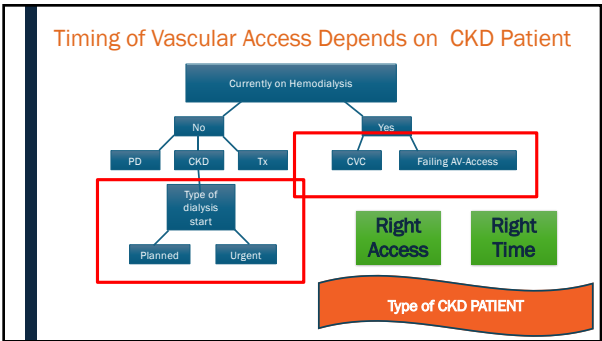 Timing of Vascular Access Depends on CKD Patient
Currently on Hemodialysis
No
Yes
PD
CKD
Tx
CVC
Failing AV-Access
Type of
dialysis
start
Planned
Urgent
Right
Access
Right
Time
Type of CKD PATIENT